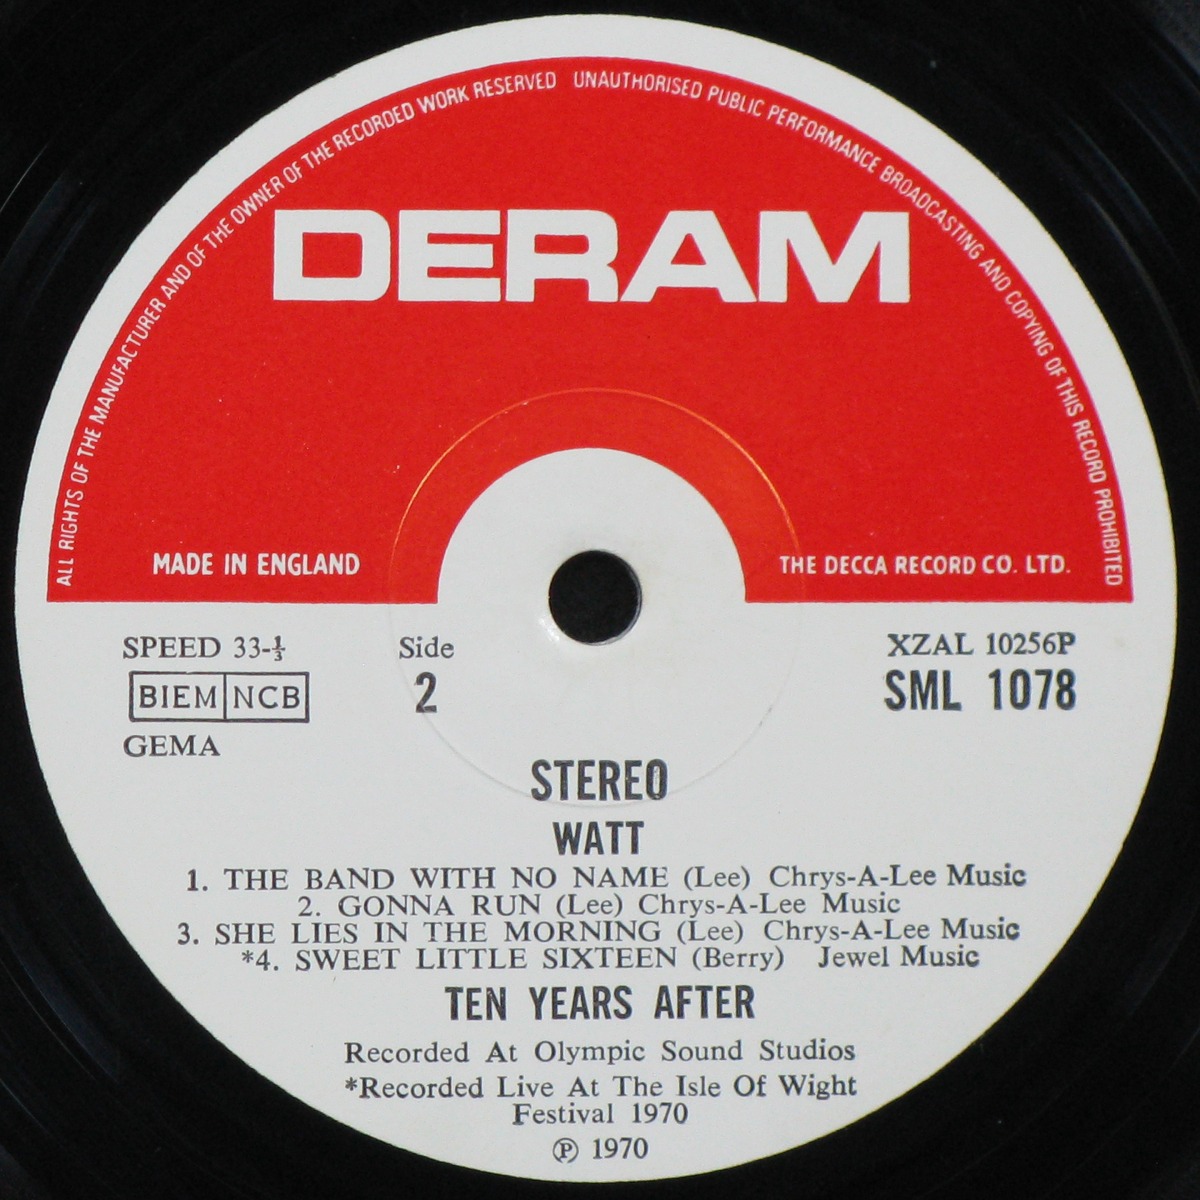 ALL RIGHTS OF THE MANUFACTURER AND OF THE OWNER OF THE RECORDED WORK RESERVED UNAUTHORISED PUBLIC PERFORMANCE BROADCASTING AND COPYING OF THIS RECORD PROHIBITED
DERAM
MADE IN ENGLAND THE DECCA RECORD CO. LTD.
SPEED 33-⅓ Side XZAL 10256P
BIEM NCB 2 SML 1078
GEMA
STEREO
WATT
1. THE BAND WITH NO NAME (Lee) Chrys-A-Lee Music
2. GONNA RUN (Lee) Chrys-A-Lee Music
3. SHE LIES IN THE MORNING (Lee) Chrys-A-Lee Music
*4. SWEET LITTLE SIXTEEN (Berry) Jewel Music
TEN YEARS AFTER
Recorded At Olympic Sound Studios
*Recorded Live At The Isle Of Wight
Festival 1970
℗ 1970